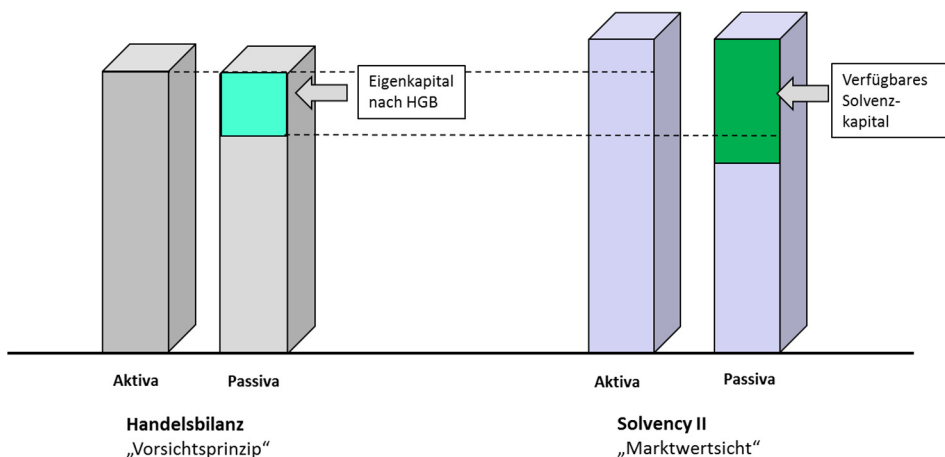 Eigenkapital
nach HGB
Verfügbares
Solvenz-
kapital
Aktiva
Passiva
Aktiva
Passiva
Handelsbilanz
„Vorsichtsprinzip“
Solvency II
„Marktwertsicht“